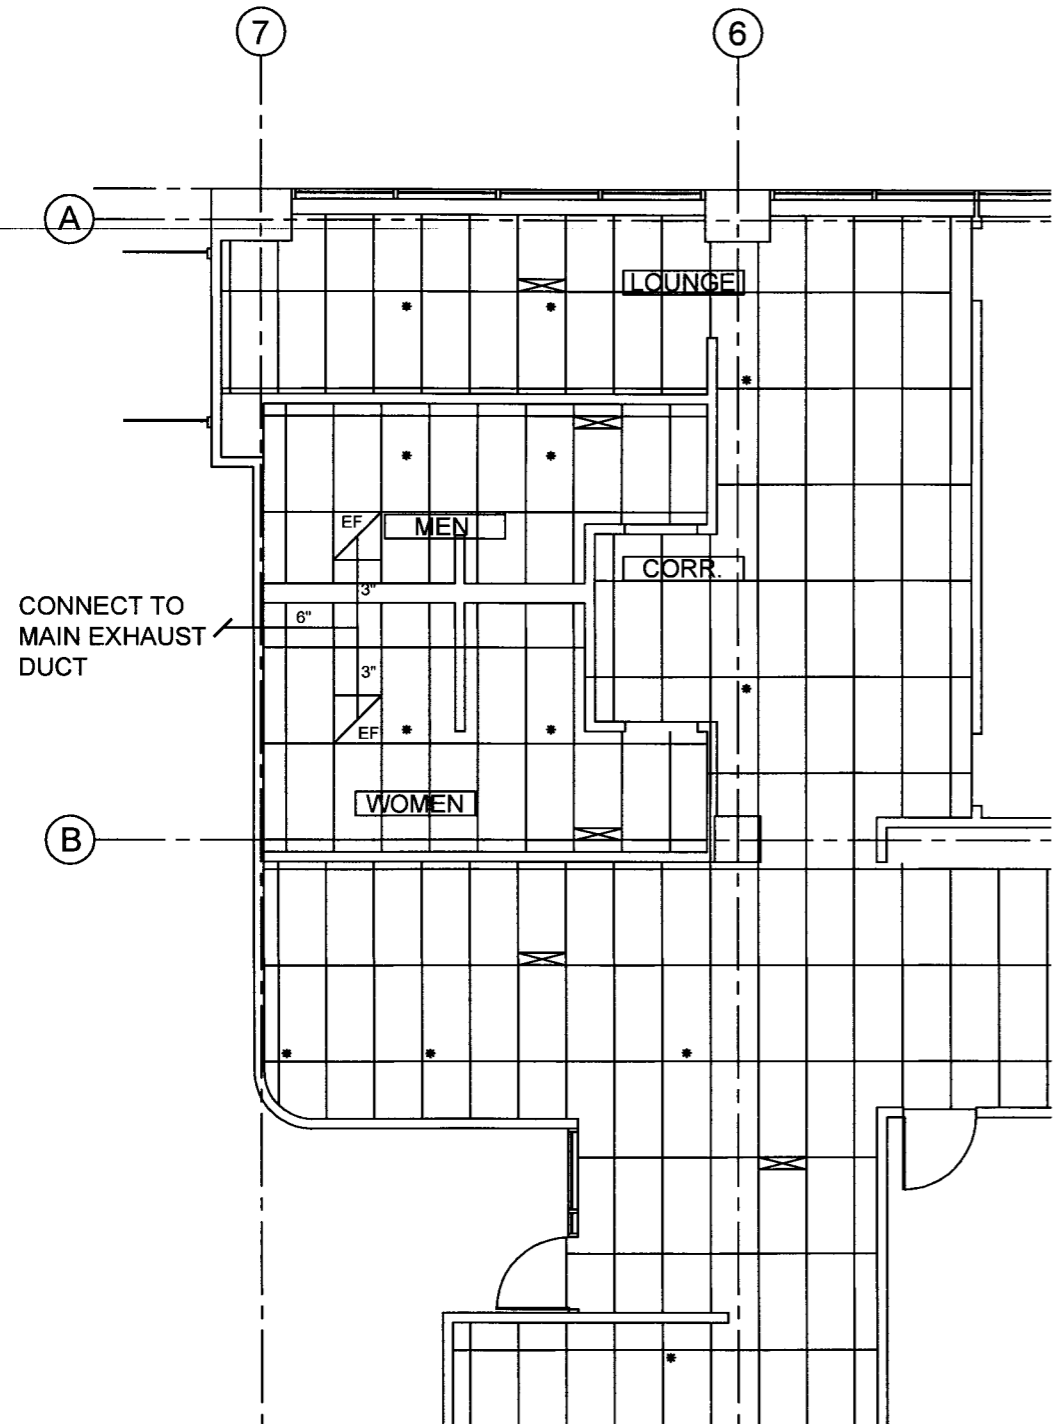 7
6
A
LOUNGE
EF
MEN
CORR.
3"
CONNECT TO
MAIN EXHAUST
DUCT
6"
3"
EF
WOMEN
B